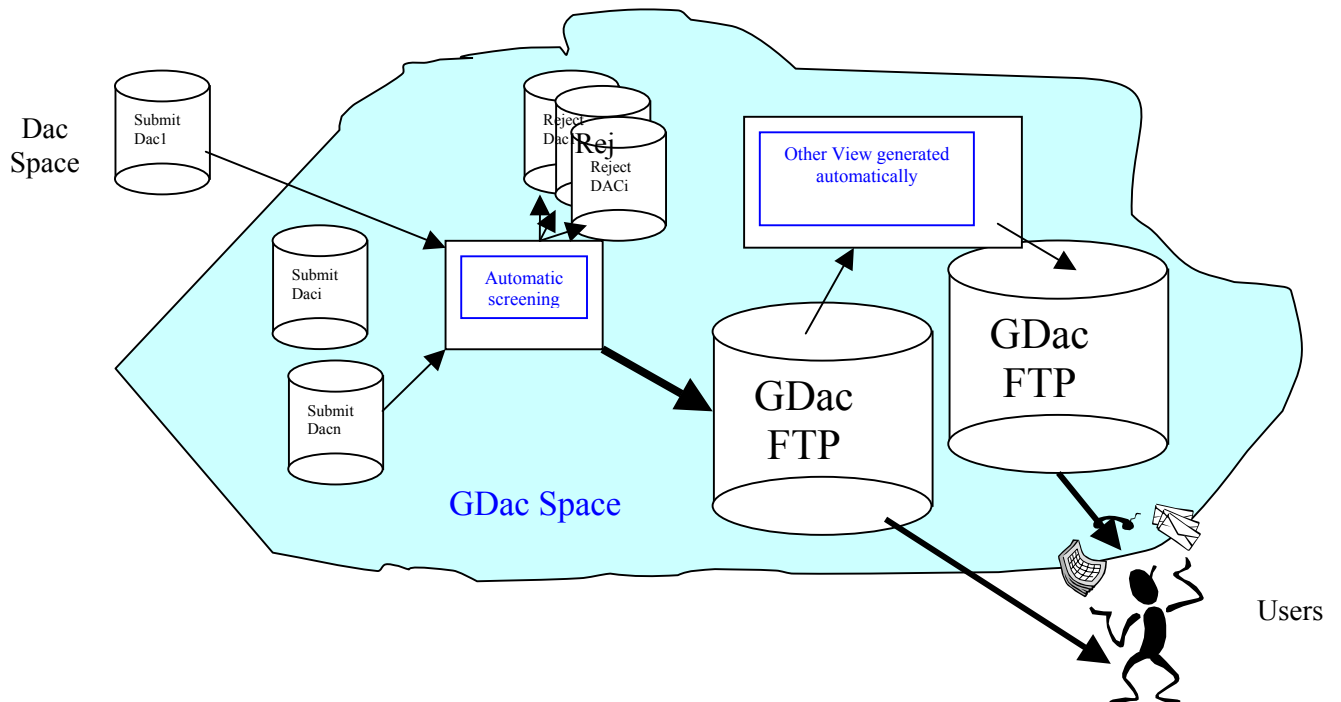 Dac
Space
Submit
Dac1
Reject
Dac1
Rej
Reject
DACi
Other View generated
automatically
Submit
Daci
Automatic
screening
Submit
Dacn
GDac
FTP
GDac
FTP
GDac Space
Users